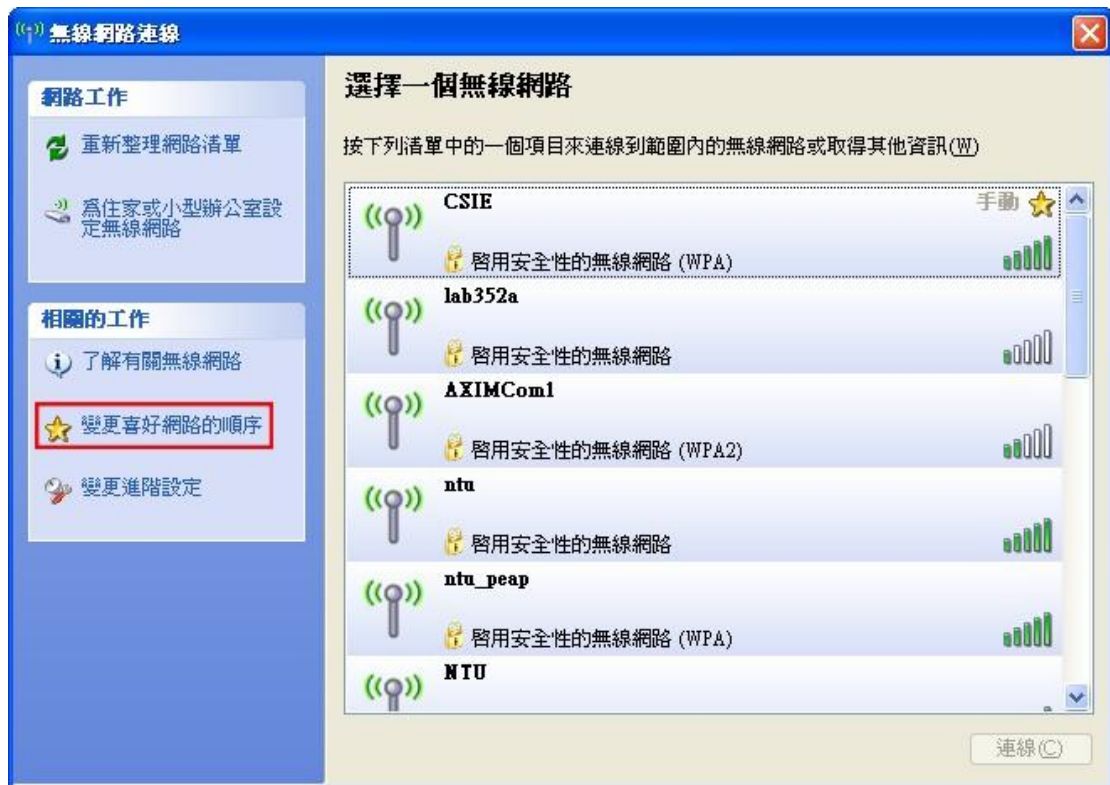 無線網路連線
網路工作
重新整理網路清單
為住家或小型辦公室設
定無線網路
相關的工作
了解有關無線網路
變更喜好網路的順序
變更進階設定
選擇一個無線網路
按下列清單中的一個項目來連線到範圍內的無線網路或取得其他資訊(W)
CSIE
手動
啓用安全性的無線網路 (WPA)
lab352a
啓用安全性的無線網路
AXIMCom1
啓用安全性的無線網路 (WPA2)
ntu
啓用安全性的無線網路
ntu_peap
啓用安全性的無線網路 (WPA)
NTU
連線(C)